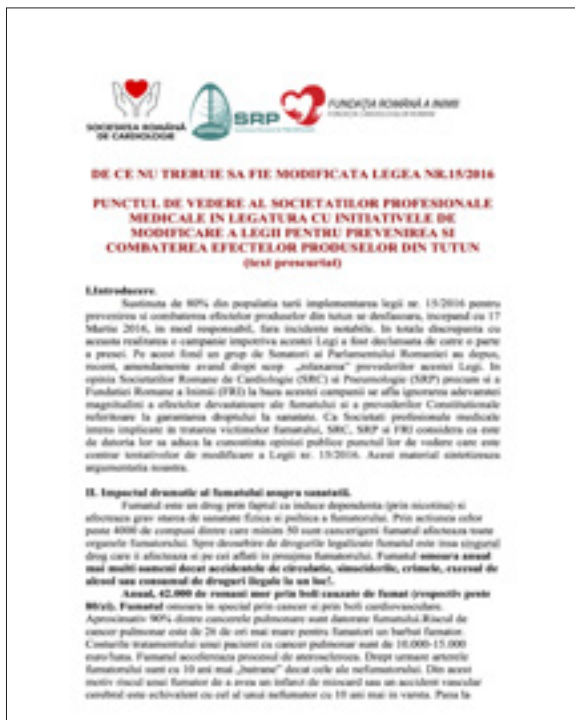 SOCIETATEA ROMÂNĂ
DE CARDIOLOGIE
SRP
FUNDAȚIA ROMÂNĂ A INIMII
DE CE NU TREBUIE SA FIE MODIFICATA LEGEA NR.15/2016
PUNCTUL DE VEDERE AL SOCIETATILOR PROFESIONALE
MEDICALE IN LEGATURA CU INITIATIVELE DE
MODIFICARE A LEGII PENTRU PREVENIREA SI
COMBATEREA EFECTELOR PRODUSELOR DIN TUTUN
(text prescurtat)
I.Introducere.
Sustinuta de 80% din populatia tarii implementarea legii nr. 15/2016 pentru
prevenirea si combaterea efectelor produselor din tutun se desfasoara, incepand cu 17
Martie 2016, in mod responsabil, fara incidente notabile. In totala discrepanta cu
aceasta realitatea o campanie impotriva acestei Legi a fost declansata de catre o parte
a presei. Pe acest fond un grup de Senatori ai Parlamentului Romaniei au depus,
recent, amendamente avand drept scop „relaxarea” prevederilor acestei Legi. In
opinia Societatilor Romane de Cardiologie (SRC) si Pneumologie (SRP) precum si a
Fundatiei Romane a Inimii (FRI) la baza acestei campanii se afla ignorarea adevaratei
magnitudini a efectelor devastatoare ale fumatului si a prevederilor Constitutionale
referitoare la garantarea dreptului la sanatate. Ca Societati profesionale medicale
intens implicate in tratarea victimelor fumatului, SRC, SRP si FRI considera ca este
de datoria lor sa aduca la cunostinta opiniei publice punctul lor de vedere care este
contrar tentativelor de modificare a Legii nr. 15/2016. Acest material sintetizeaza
argumentatia noastra.
II. Impactul dramatic al fumatului asupra sanatatii.
Fumatul este un drog prin faptul ca induce dependenta (prin nicotina) si
afecteaza grav starea de sanatate fizica si psihica a fumatorului. Prin actiunea celor
peste 4000 de compusi dintre care minim 50 sunt cancerigeni fumatul afecteaza toate
organele fumatorului. Spre deosebire de drogurile legalizate fumatul este insa singurul
drog care ii afecteaza si pe cei aflati in preajma fumatorului. Fumatul omoara anual
mai multi oameni decat accidentele de circulatie, sinuciderile, crimele, excesul de
alcool sau consumul de droguri ilegale la un loc!.
Anual, 42.000 de romani mor prin boli cauzate de fumat (respectiv peste
Fumatul omoara in special prin cancer si prin boli cardiovasculare.
Aproximativ 90% dintre cancerele pulmonare sunt datorate fumatului.Riscul de
cancer pulmonar este de 26 de ori mai mare pentru fumatori un barbat fumator.
Costurile tratamentului unui pacient cu cancer pulmonar sunt de 10.000-15.000
euro/luna. Fumatul accelereaza procesul de ateroscleroza. Drept urmare arterele
fumatorului sunt cu 10 ani mai „batrane” decat cele ale nefumatorului. Din acest
motiv riscul unui fumator de a avea un infarct de miocard sau un accident vascular
cerebral este echivalent cu cel al unui nefumator cu 10 ani mai in varsta. Pana la